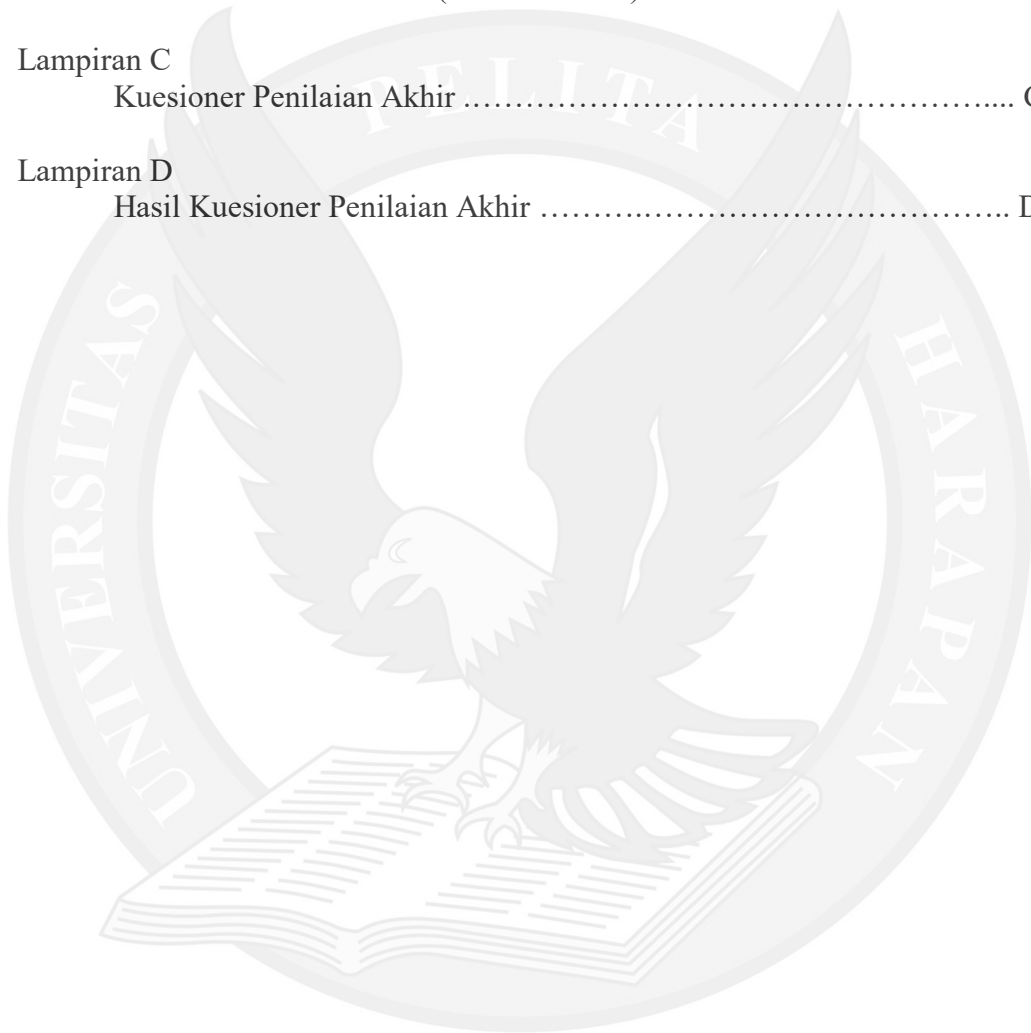 Lampiran C
Kuesioner Penilaian Akhir ……………………………………………....
Lampiran D
Hasil Kuesioner Penilaian Akhir ……….…………………………….. D
UNIVERSITAS PELITA HARAPAN